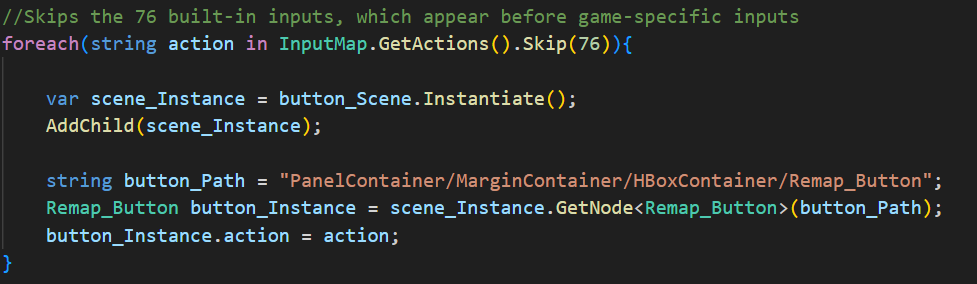 //Skips the 76 built-in inputs, which appear before game-specific inputs
foreach(string action in InputMap.GetActions().Skip(76)){
var scene_Instance = button_Scene.Instantiate();
AddChild(scene_Instance);
string button_Path = "PanelContainer/MarginContainer/HBoxContainer/Remap_Button";
Remap_Button button_Instance = scene_Instance.GetNode<Remap_Button>(button_Path);
button_Instance.action = action;
}